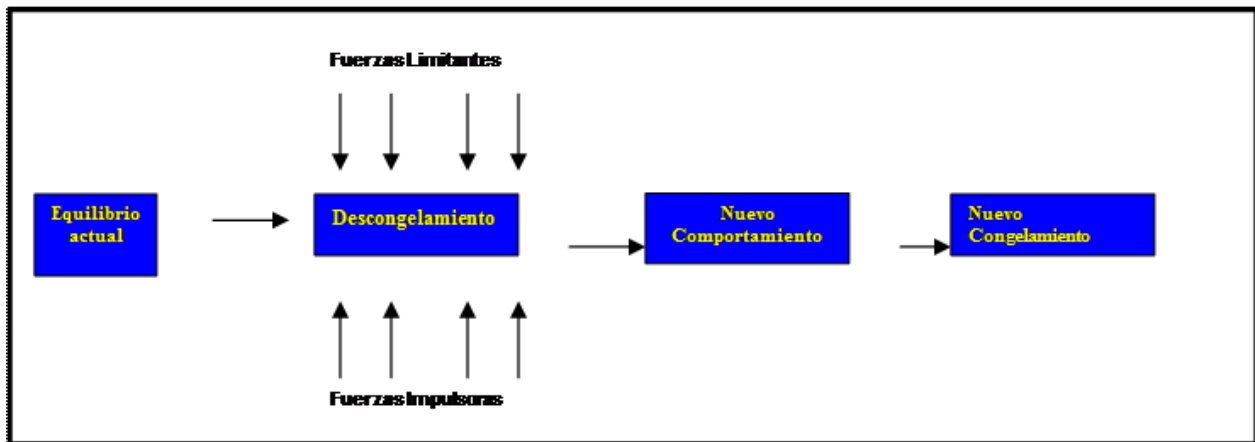 Fuerzas Limitantes
Equilibrio
actual
Descongelamiento
Nuevo
Comportamiento
Nuevo
Congelamiento
Fuerzas Impulsoras